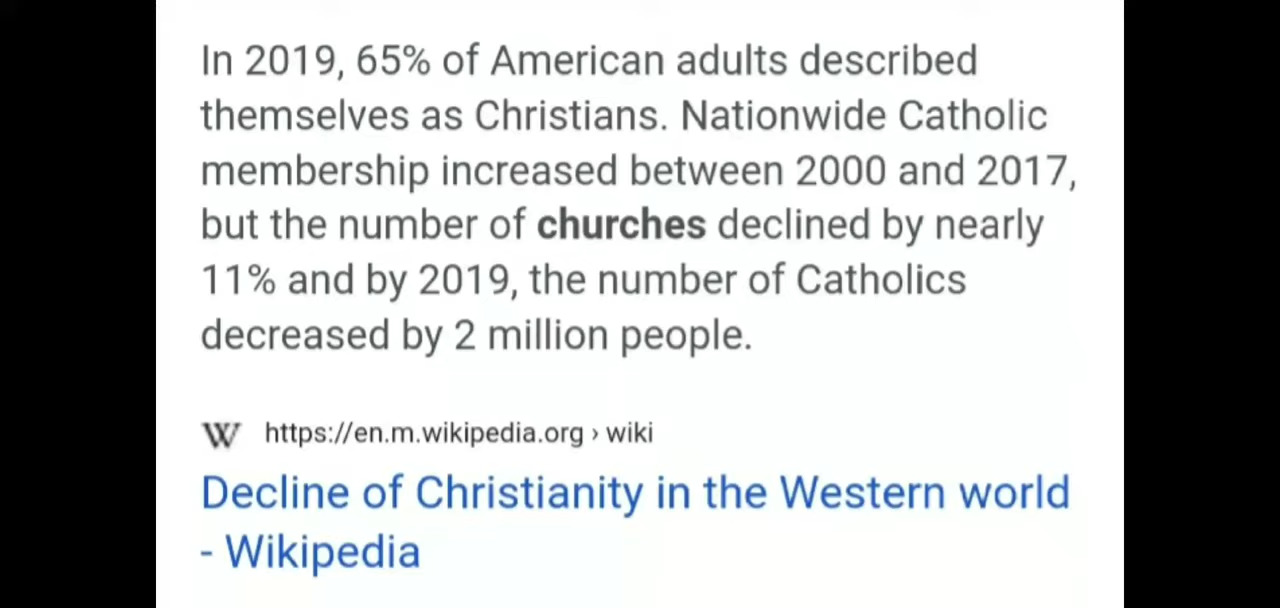 In 2019, 65% of American adults described
themselves as Christians. Nationwide Catholic
membership increased between 2000 and 2017,
but the number of churches declined by nearly
11% and by 2019, the number of Catholics
decreased by 2 million people.
W https://en.m.wikipedia.org › wiki
Decline of Christianity in the Western world
- Wikipedia